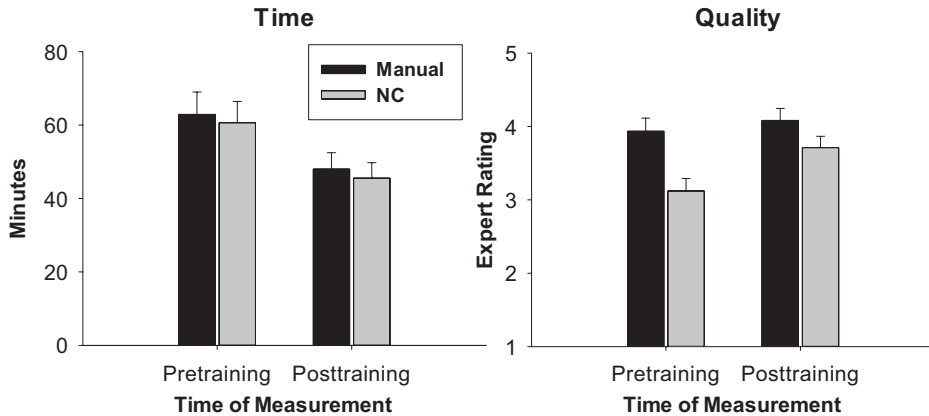 Time
80
60
40
20
0
Minutes
Manual
NC
Pretraining Posttraining
Time of Measurement
Quality
5
4
3
2
1
Expert Rating
Pretraining Posttraining
Time of Measurement